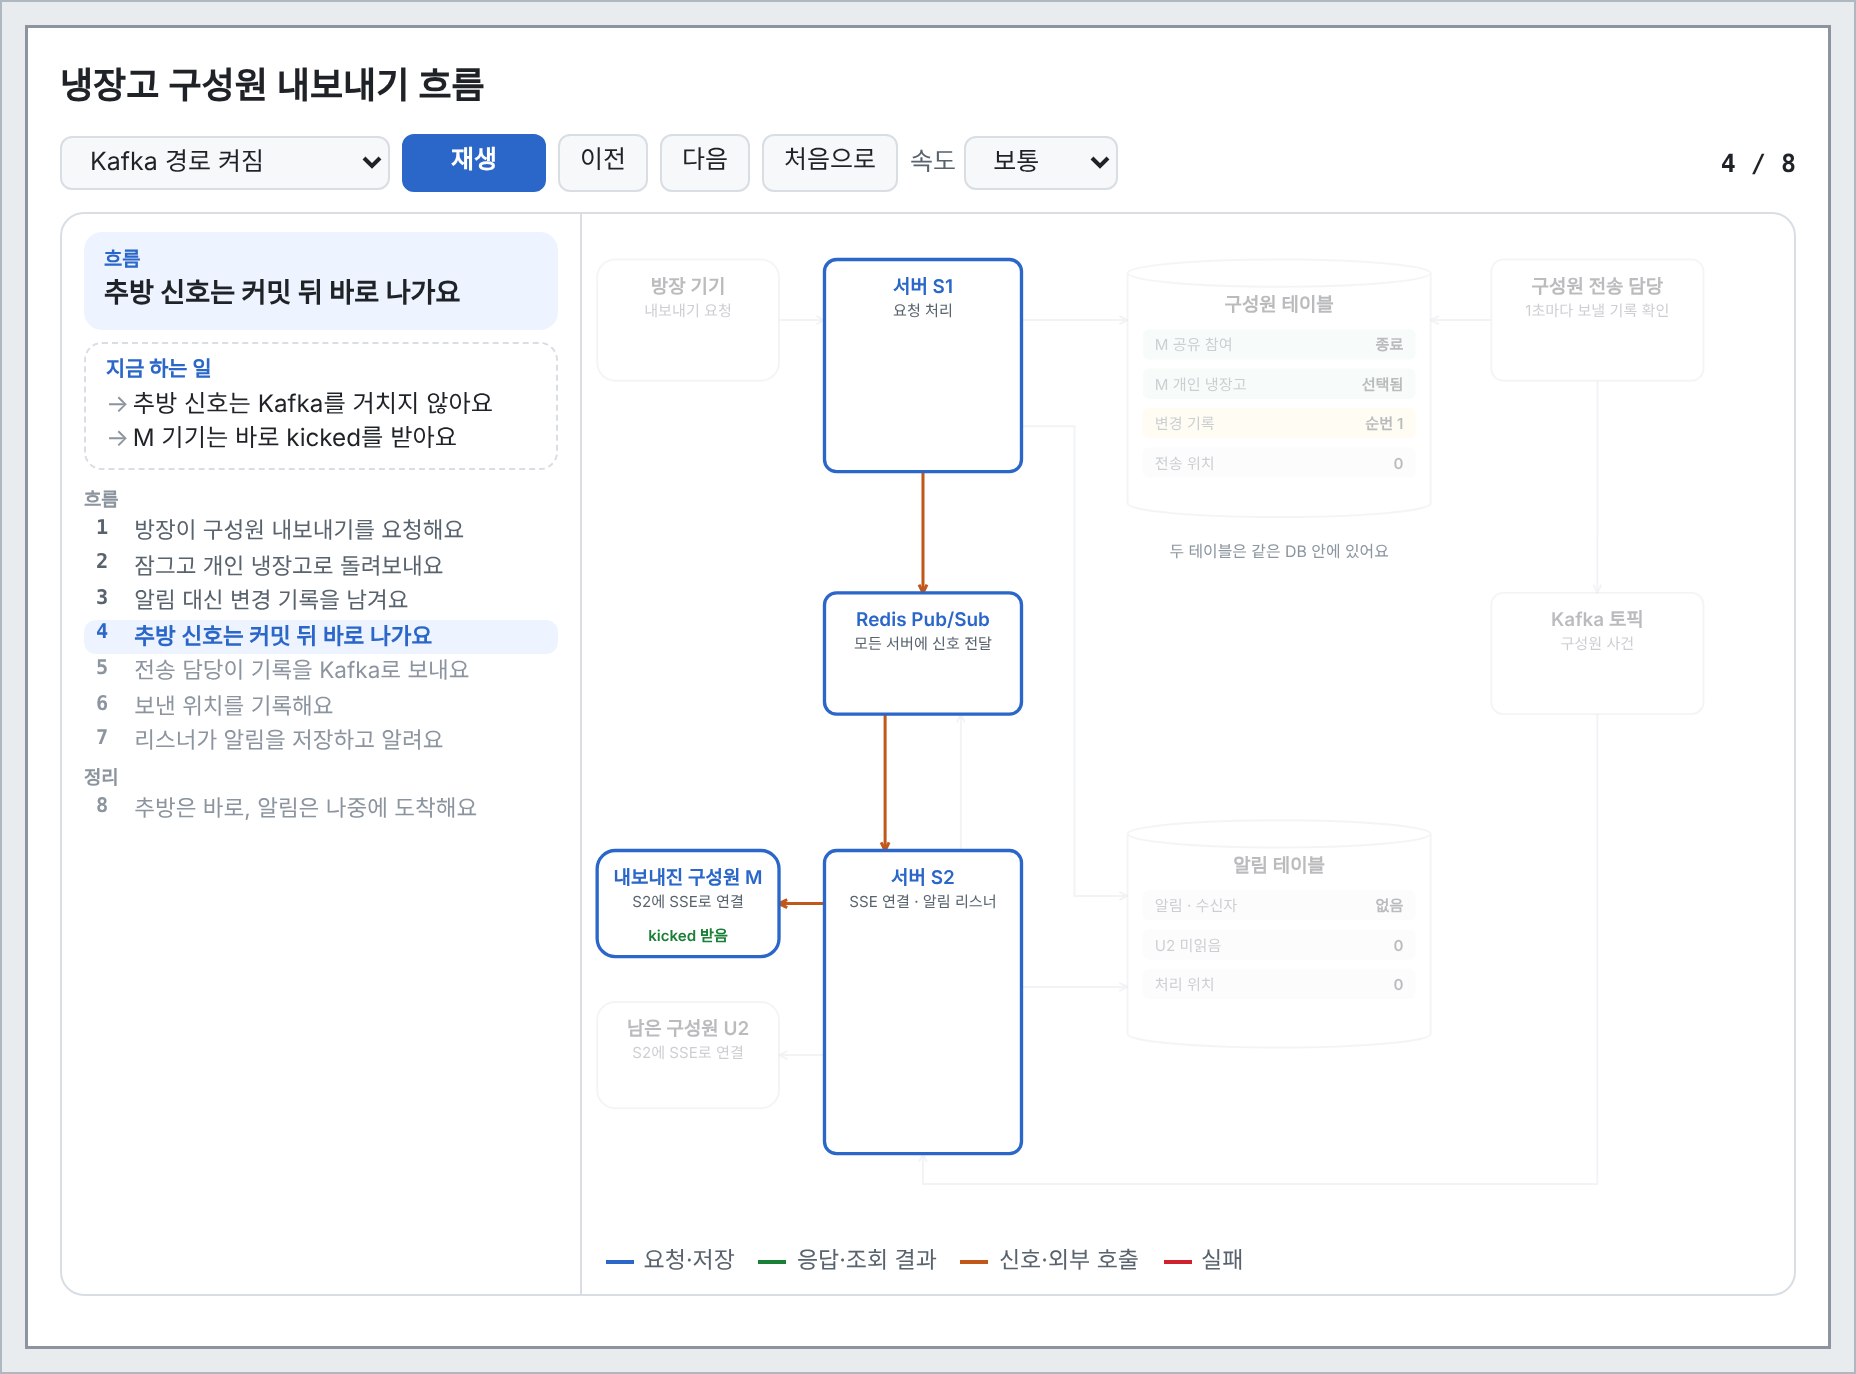 냉장고 구성원 내보내기 흐름
Kafka 경로 켜짐
재생
이전
다음
처음으로
속도
보통
4 / 8
흐름
추방 신호는 커밋 뒤 바로 나가요
지금 하는 일
→ 추방 신호는 Kafka를 거치지 않아요
→ M 기기는 바로 kicked를 받아요
흐름
1 방장이 구성원 내보내기를 요청해요
2 잠그고 개인 냉장고로 돌려보내요
3 알림 대신 변경 기록을 남겨요
4 추방 신호는 커밋 뒤 바로 나가요
5 전송 담당이 기록을 Kafka로 보내요
6 보낸 위치를 기록해요
7 리스너가 알림을 저장하고 알려요
정리
8 추방은 바로, 알림은 나중에 도착해요
방장 기기
내보내기 요청
서버 S1
요청 처리
구성원 테이블
M 공유 참여 종료
M 개인 냉장고 선택됨
변경 기록 순번 1
전송 위치 0
두 테이블은 같은 DB 안에 있어요
구성원 전송 담당
1초마다 보낼 기록 확인
Redis Pub/Sub
모든 서버에 신호 전달
Kafka 토픽
구성원 사건
내보내진 구성원 M
S2에 SSE로 연결
kicked 받음
서버 S2
SSE 연결 · 알림 리스너
알림 테이블
알림 · 수신자 없음
U2 미읽음 0
처리 위치 0
남은 구성원 U2
S2에 SSE로 연결
요청·저장
응답·조회 결과
신호·외부 호출
실패